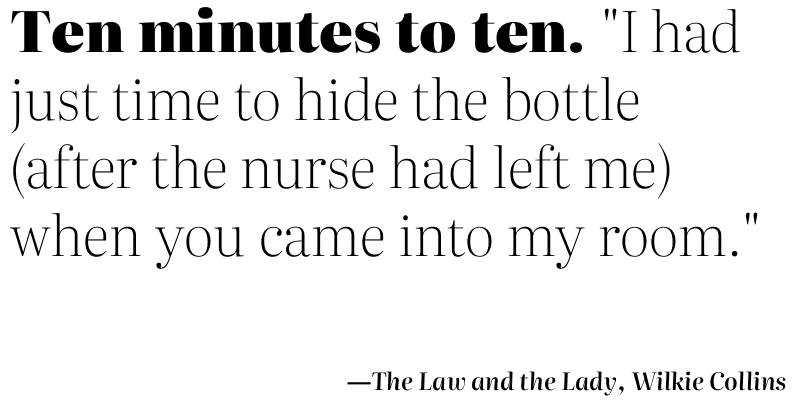 Ten minutes to ten. "I had
just time to hide the bottle
(after the nurse had left me)
when you came into my room."
—The Law and the Lady, Wilkie Collins